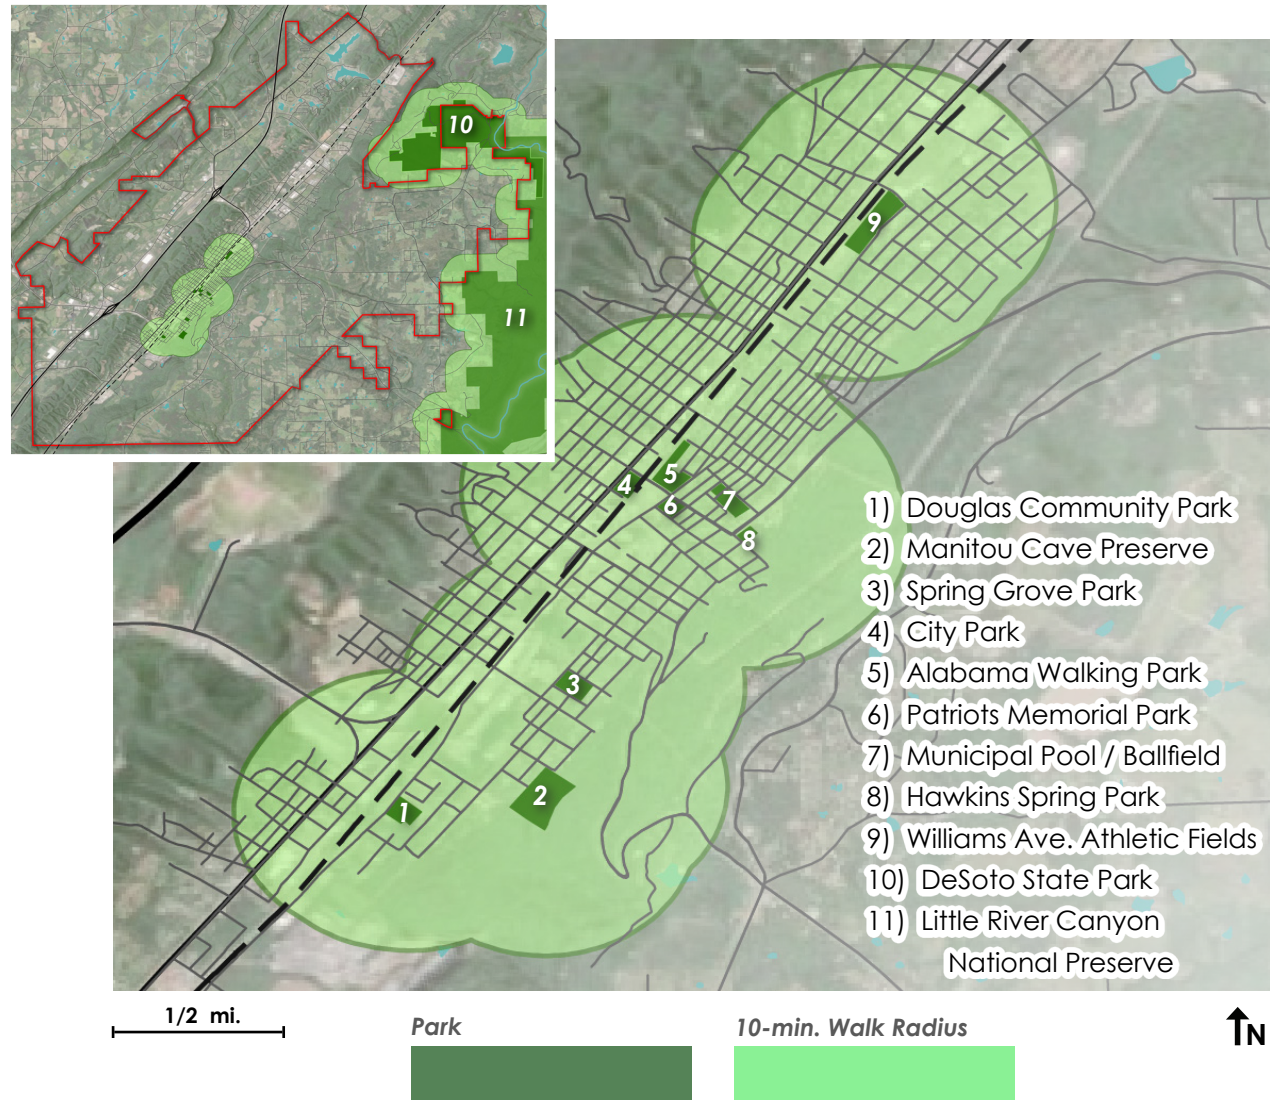 10
11
9
5
4
6
7
8
3
2
1
1) Douglas Community Park
2) Manitou Cave Preserve
3) Spring Grove Park
4) City Park
5) Alabama Walking Park
6) Patriots Memorial Park
7) Municipal Pool / Ballfield
8) Hawkins Spring Park
9) Williams Ave. Athletic Fields
10) DeSoto State Park
11) Little River Canyon
National Preserve
1/2 mi.
Park
10-min. Walk Radius
N